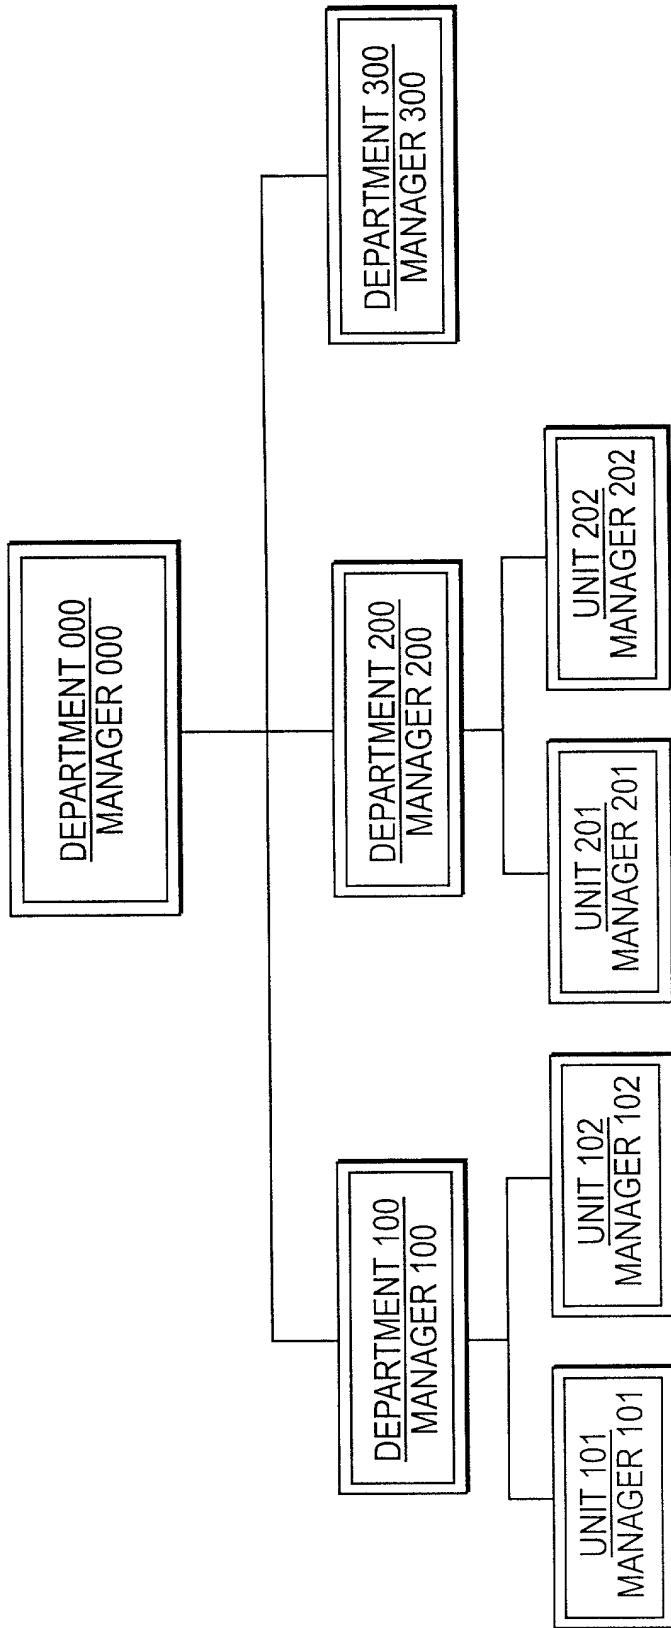 DEPARTMENT 000
MANAGER 000
DEPARTMENT 100
MANAGER 100
DEPARTMENT 200
MANAGER 200
DEPARTMENT 300
MANAGER 300
UNIT 101
MANAGER 101
UNIT 102
MANAGER 102
UNIT 201
MANAGER 201
UNIT 202
MANAGER 202